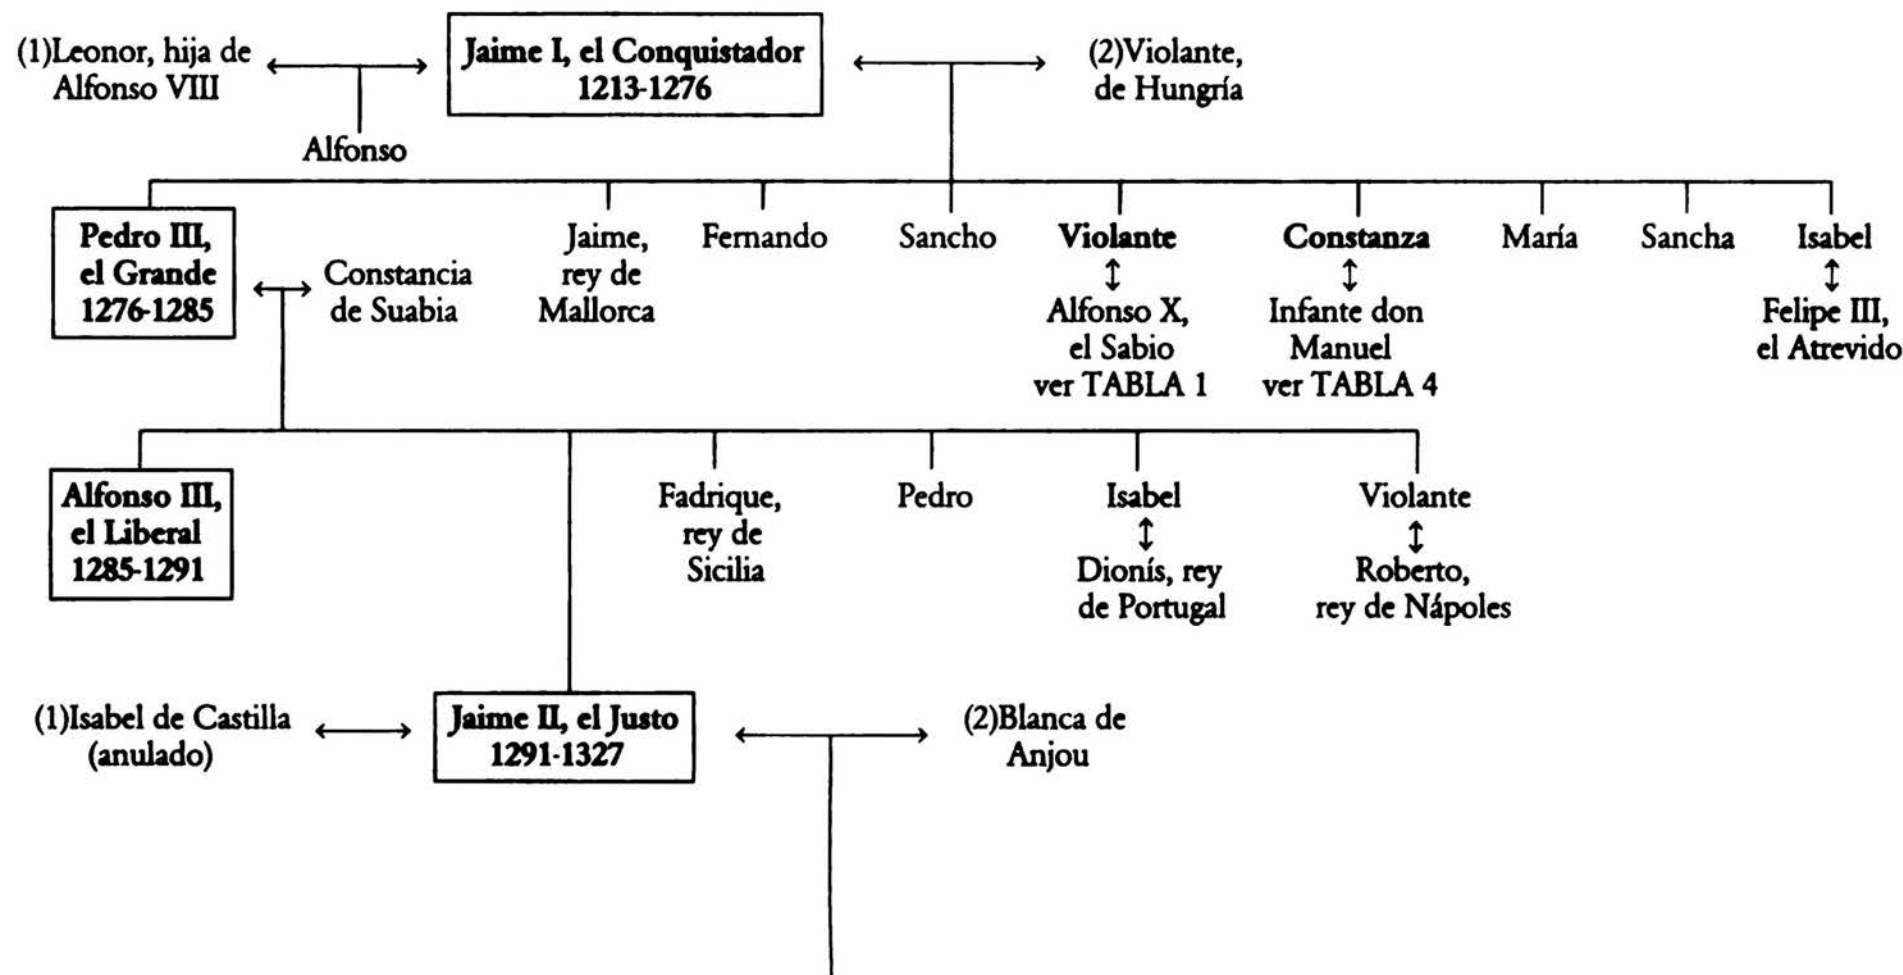 (1)Leonor, hija de
Alfonso VIII
Jaime I, el Conquistador
1213-1276
(2)Violante,
de Hungría
Alfonso
Pedro III,
el Grande
1276-1285
Constancia
de Suabia
Jaime,
rey de
Mallorca
Fernando
Sancho
Violante
Alfonso X,
el Sabio
ver TABLA 1
Constanza
Infante don
Manuel
ver TABLA 4
María
Sancha
Isabel
Felipe III,
el Atrevido
Alfonso III,
el Liberal
1285-1291
Fadrique,
rey de
Sicilia
Pedro
Isabel
Dionís, rey
de Portugal
Violante
Roberto,
rey de Nápoles
(1)Isabel de Castilla
(anulado)
Jaime II, el Justo
1291-1327
(2)Blanca de
Anjou